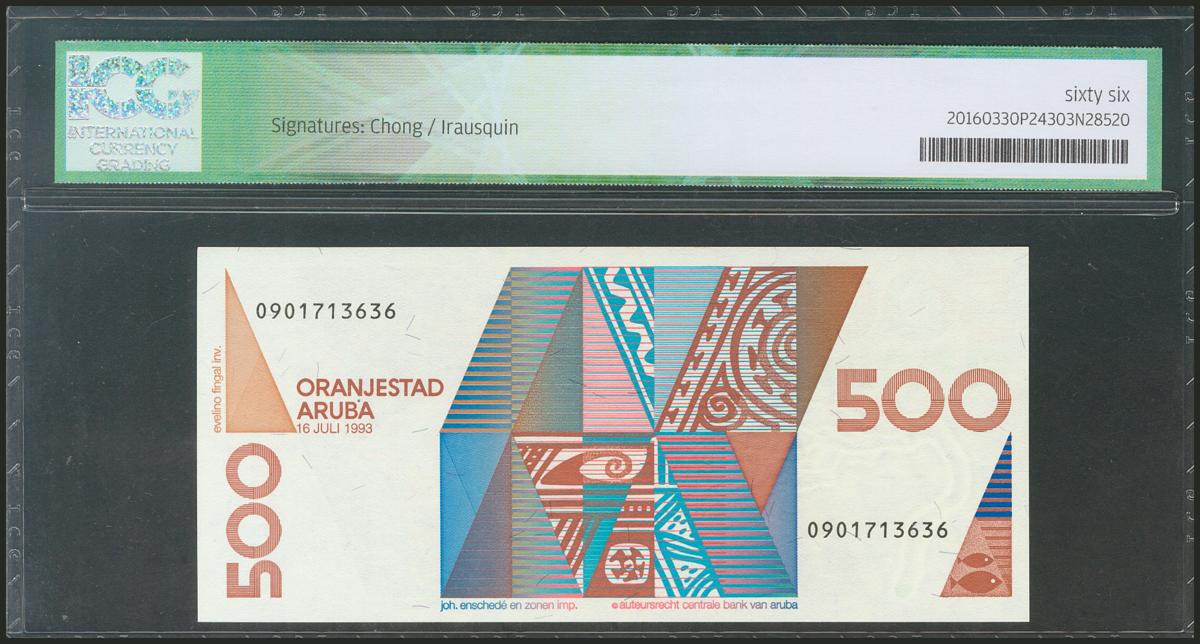 ICG
INTERNATIONAL
CURRENCY
GRADING
Signatures: Chong / Irausquin
sixty six
20160330P24303N28520
0901713636
evelino fingal inv.
ORANJESTAD
ARUBA
16 JULI 1993
500
500
0901713636
joh. enschedé en zonen imp.
©auteursrecht centrale bank van aruba